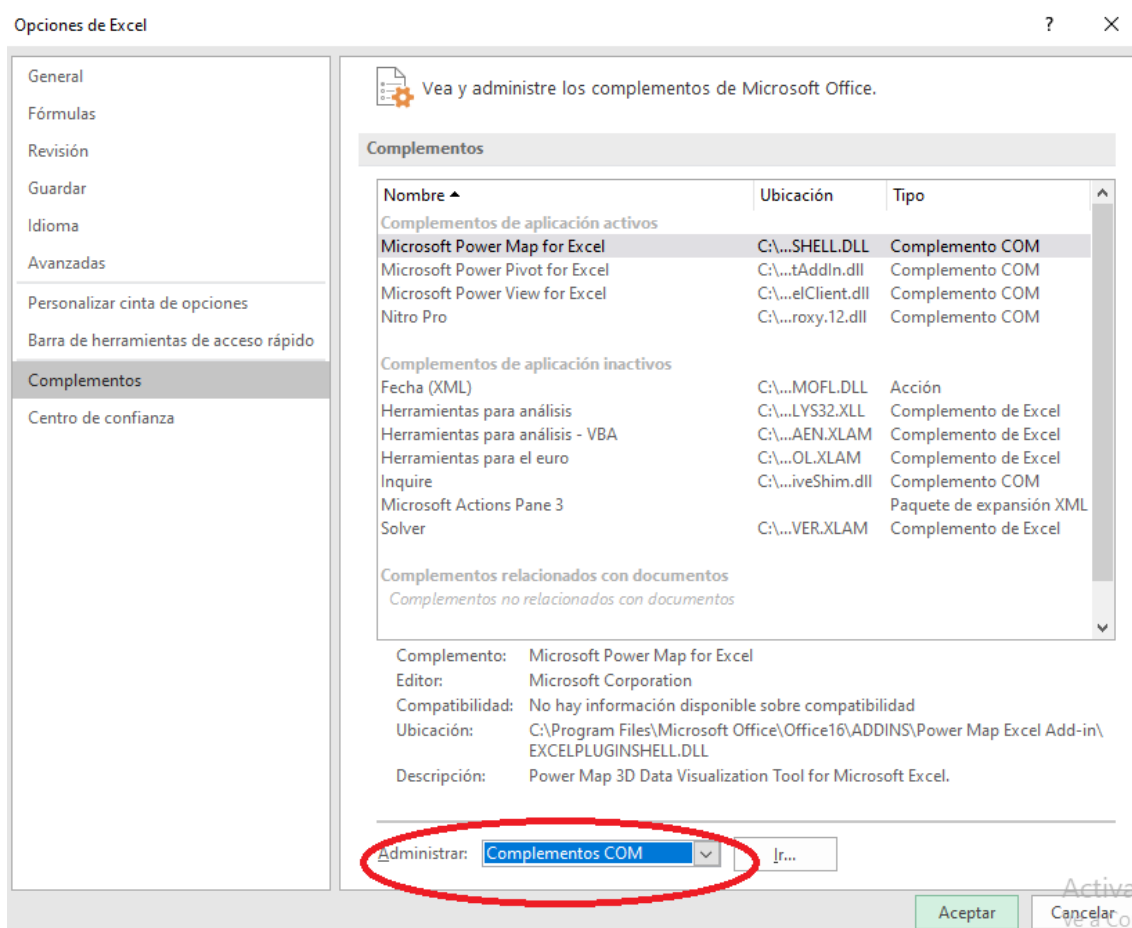 Opciones de Excel
?
General
Fórmulas
Revisión
Guardar
Idioma
Avanzadas
Personalizar cinta de opciones
Barra de herramientas de acceso rápido
Complementos
Centro de confianza
Vea y administre los complementos de Microsoft Office.
Complementos
Nombre Ubicación Tipo
Complementos de aplicación activos
Microsoft Power Map for Excel C:\...SHELL.DLL Complemento COM
Microsoft Power Pivot for Excel C:\...tAddIn.dll Complemento COM
Microsoft Power View for Excel C:\...elClient.dll Complemento COM
Nitro Pro C:\...roxy.12.dll Complemento COM
Complementos de aplicación inactivos
Fecha (XML) C:\...MOFL.DLL Acción
Herramientas para análisis C:\...LYS32.XLL Complemento de Excel
Herramientas para análisis - VBA C:\...AEN.XLAM Complemento de Excel
Herramientas para el euro C:\...OL.XLAM Complemento de Excel
Inquire C:\...iveShim.dll Complemento COM
Microsoft Actions Pane 3 Paquete de expansión XML
Solver C:\...VER.XLAM Complemento de Excel
Complementos relacionados con documentos
Complementos no relacionados con documentos
Complemento: Microsoft Power Map for Excel
Editor: Microsoft Corporation
Compatibilidad: No hay información disponible sobre compatibilidad
Ubicación: C:\Program Files\Microsoft Office\Office16\ADDINS\Power Map Excel Add-in\
EXCELPLUGINSHELL.DLL
Descripción: Power Map 3D Data Visualization Tool for Microsoft Excel.
Administrar: Complementos COM Ir...
Activa
Aceptar Cancelar
Ve a Co